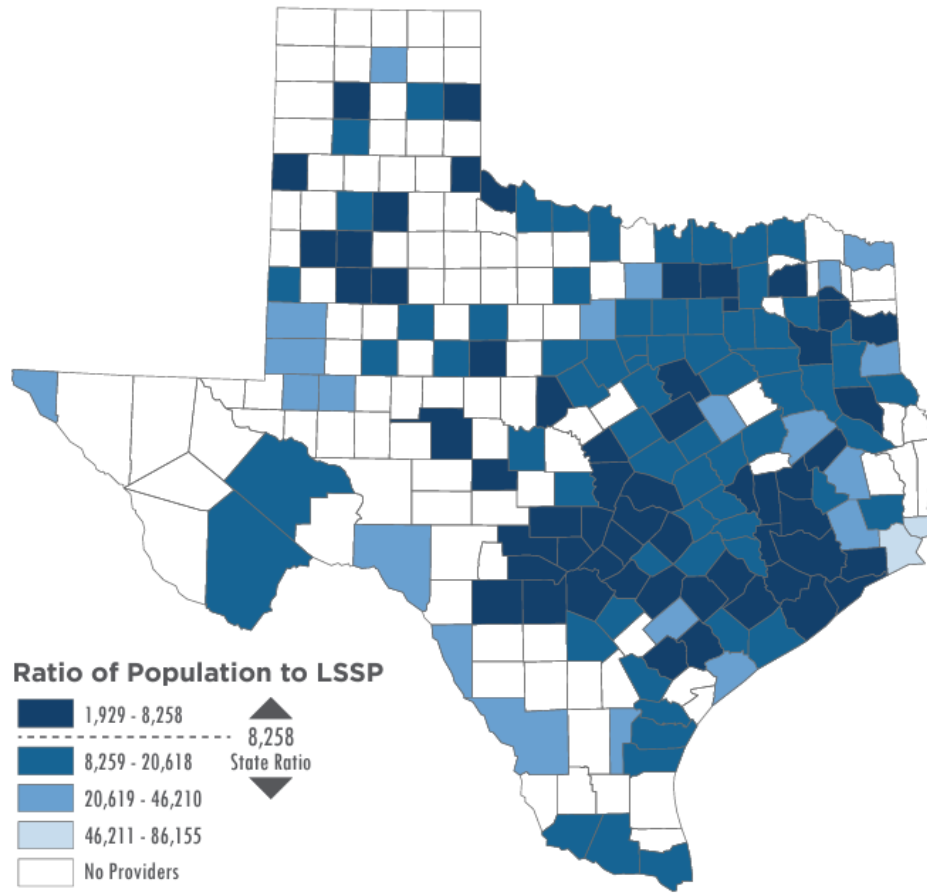 Ratio of Population to LSSP
1,929 - 8,258
8,258
State Ratio
8,259 - 20,618
20,619 - 46,210
46,211 - 86,155
No Providers